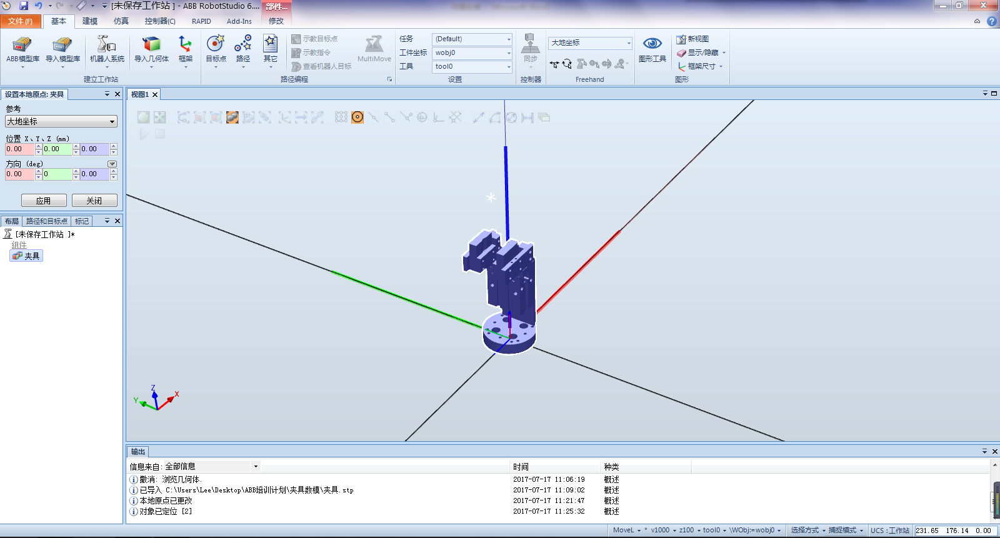 [未保存工作站 ] - ABB RobotStudio 6....
部件...
文件(F) 基本 建模 仿真 控制器(C) RAPID Add-Ins 修改
ABB模型库 导入模型库 机器人系统 导入几何体 框架
建立工作站
目标点 路径 其它
示教目标点
示教指令
查看机器人目标
MultiMove
路径编程
任务 (Default)
工件坐标 wobj0
工具 tool0
设置
同步
控制器
大地坐标
Freehand
图形工具
新视图
显示/隐藏
框架尺寸
图形
设置本地原点: 夹具
参考
大地坐标
位置 X、Y、Z (mm)
0.00 0.00 0.00
方向 (deg)
0.00 0 0.00
应用 关闭
布局 路径和目标点 标记
[未保存工作站 ]*
组件
夹具
视图1
Z
Y
X
输出
信息来自: 全部信息 时间 种类
撤消: 浏览几何体. 2017-07-17 11:06:19 概述
已导入 C:\Users\Lee\Desktop\ABB培训计划\夹具数模\夹具.stp 2017-07-17 11:09:02 概述
本地原点已更改 2017-07-17 11:21:47 概述
对象已定位 [2] 2017-07-17 11:25:32 概述
MoveL * v1000 z100 tool0 \WObj:=wobj0 选择方式 捕捉模式 UCS :工作站 231.65 176.14 0.00